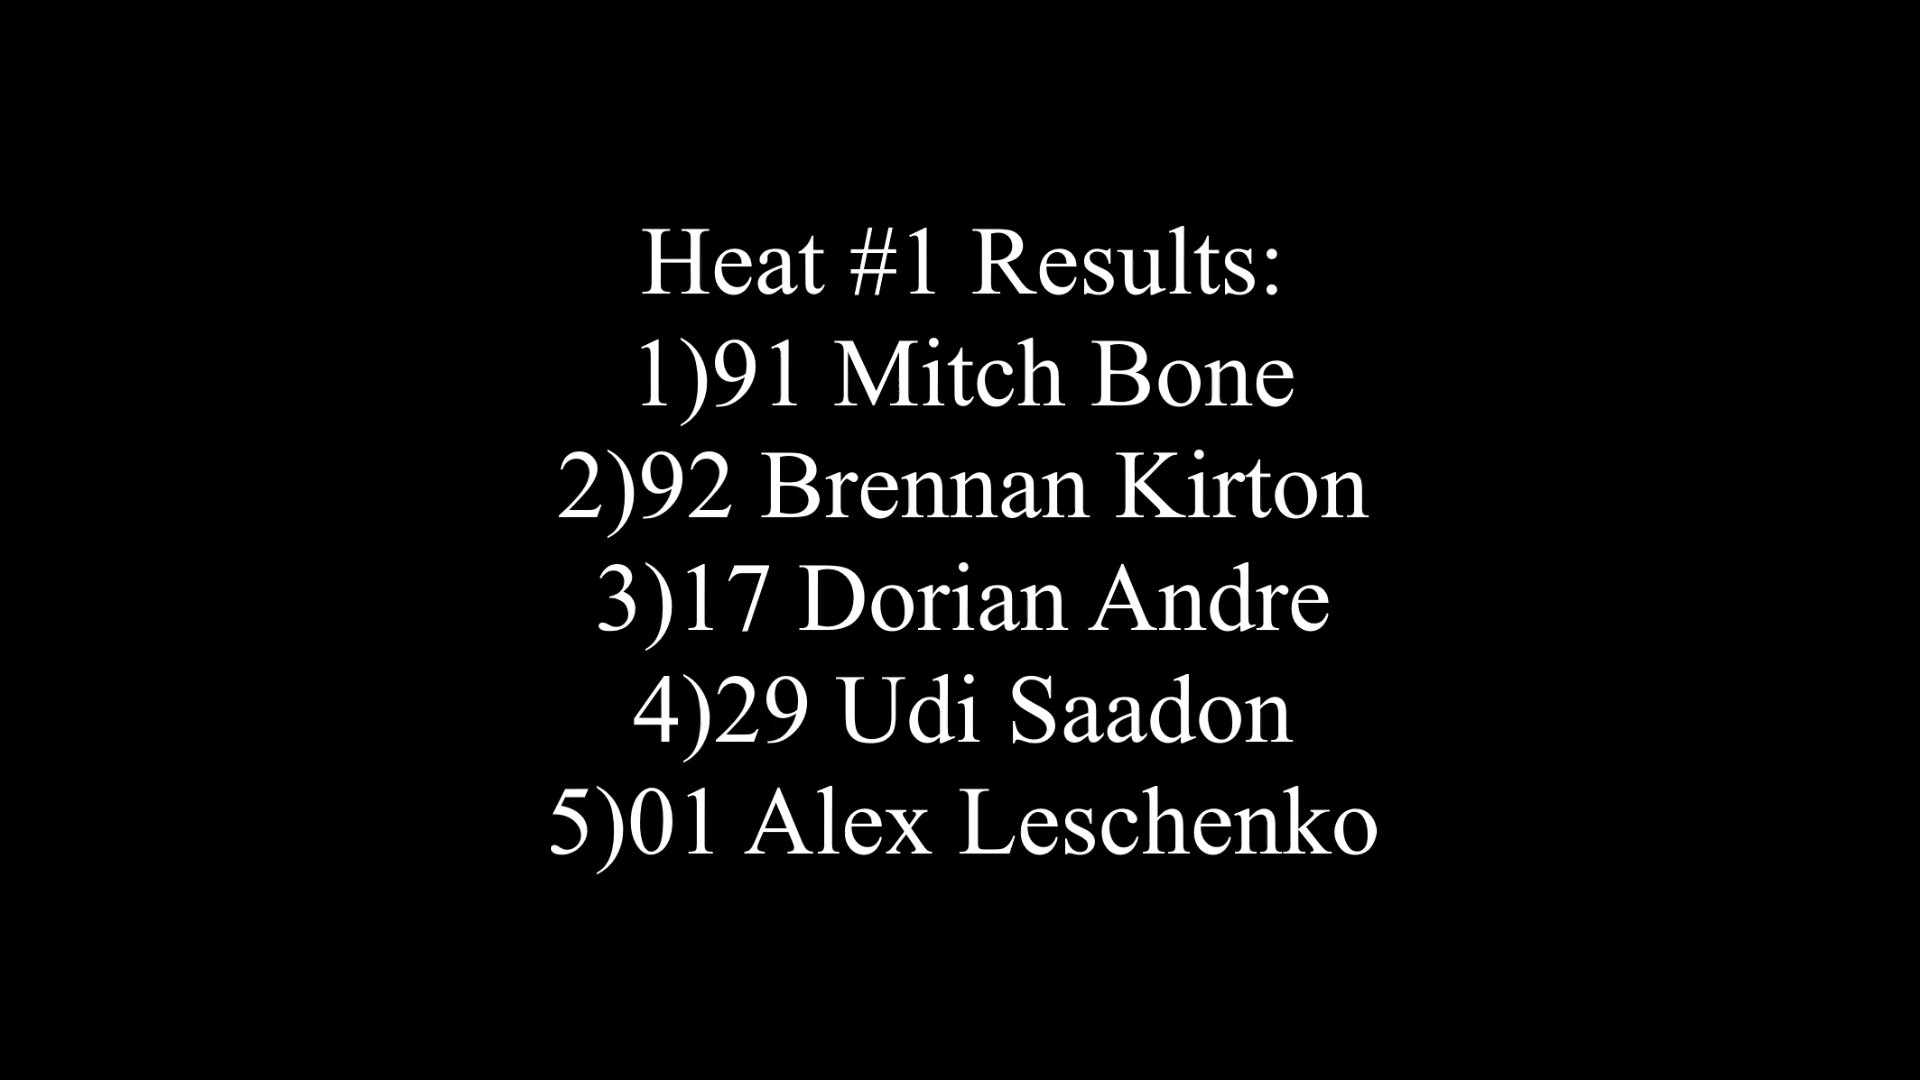 Heat #1 Results:
1)91 Mitch Bone
2)92 Brennan Kirton
3)17 Dorian Andre
4)29 Udi Saadon
5)01 Alex Leschenko